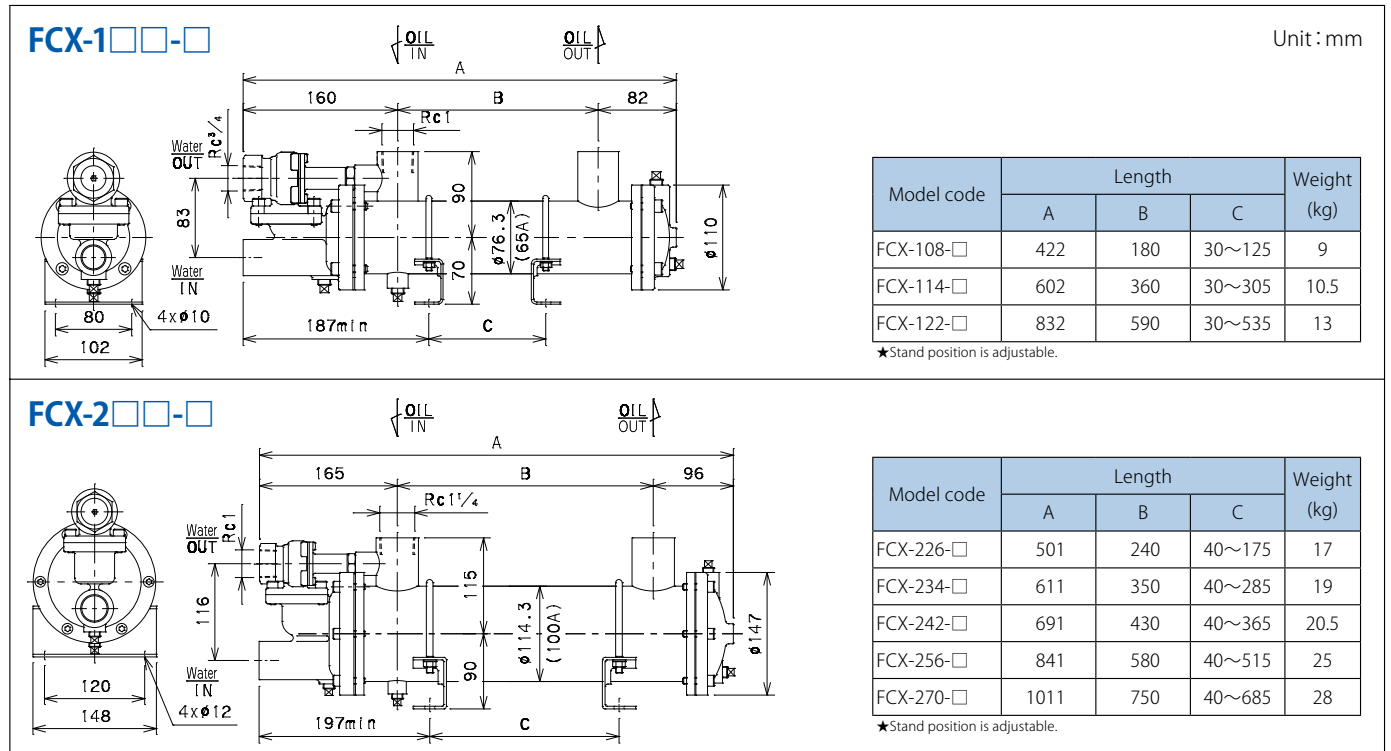 FCX-1□□-□
Unit：mm
OIL
IN
OIL
OUT
A
160
B
82
Rc1
Rc³/₄
Water
OUT
83
90
ø76.3
(65A)
ø110
70
Water
IN
80
4xø10
102
187min
C
Model code
Length
Weight
(kg)
A B C
FCX-108-□ 422 180 30～125 9
FCX-114-□ 602 360 30～305 10.5
FCX-122-□ 832 590 30～535 13
★Stand position is adjustable.
FCX-2□□-□
OIL
IN
OIL
OUT
A
165
B
96
Rc1¹/₄
Rc1
Water
OUT
116
115
ø114.3
(100A)
ø147
90
Water
IN
120
4xø12
148
197min
C
Model code
Length
Weight
(kg)
A B C
FCX-226-□ 501 240 40～175 17
FCX-234-□ 611 350 40～285 19
FCX-242-□ 691 430 40～365 20.5
FCX-256-□ 841 580 40～515 25
FCX-270-□ 1011 750 40～685 28
★Stand position is adjustable.